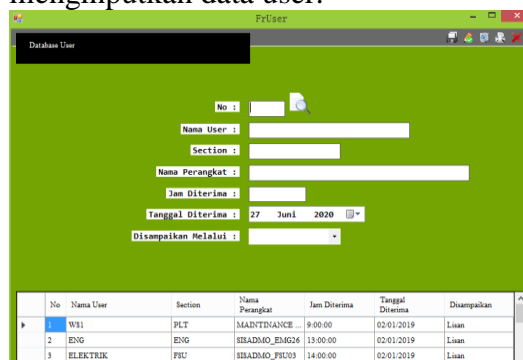 menginputkan data user.
FrUser
Database User
No :
Nama User :
Section :
Nama Perangkat :
Jam Diterima :
Tanggal Diterima : 27 Juni 2020
Disampaikan Melalui :
No Nama User Section Nama Perangkat Jam Diterima Tanggal Diterima Disampaikan
1 WS1 PLT MAINTINANCE ... 9:00:00 02/01/2019 Lisan
2 ENG ENG SISADMO_EMG26 13:00:00 02/01/2019 Lisan
3 ELEKTRIK FSU SISADMO_FSU03 14:00:00 02/01/2019 Lisan